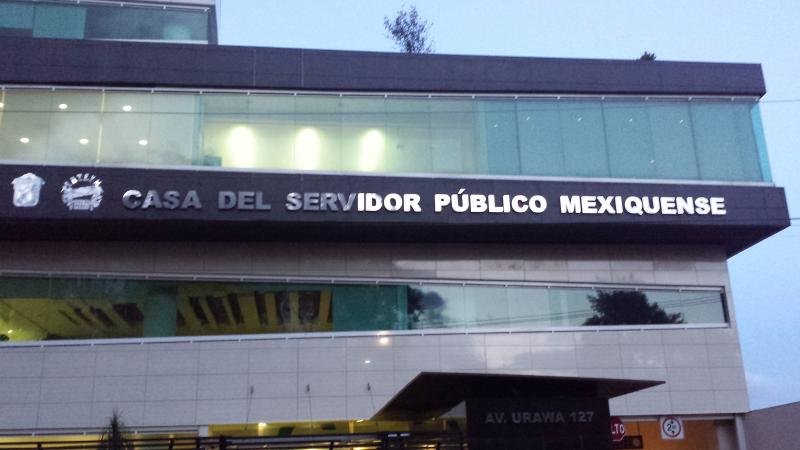 CASA DEL SERVIDOR PÚBLICO MEXIQUENSE
AV. URAWA 127